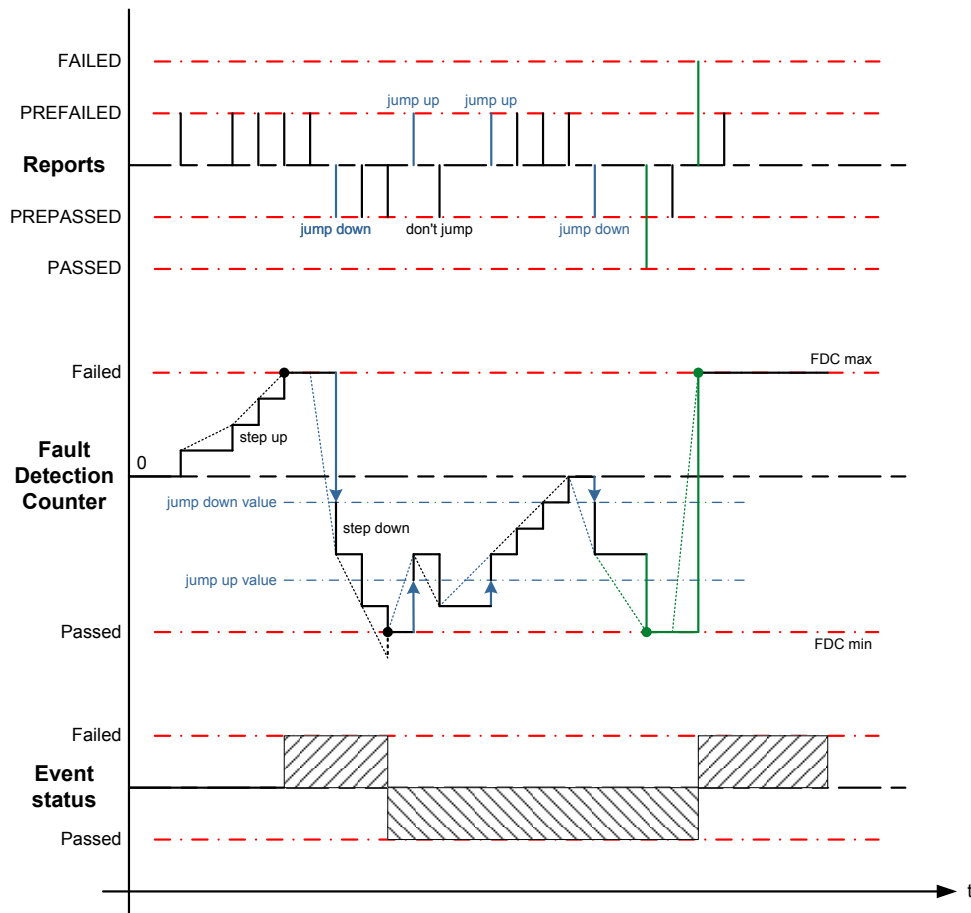 FAILED
PREFAILED
jump up
jump up
Reports
PREPASSED
jump down
don't jump
jump down
PASSED
Failed
FDC max
step up
0
Fault
Detection
Counter
jump down value
step down
jump up value
Passed
FDC min
Failed
Event
status
Passed
t